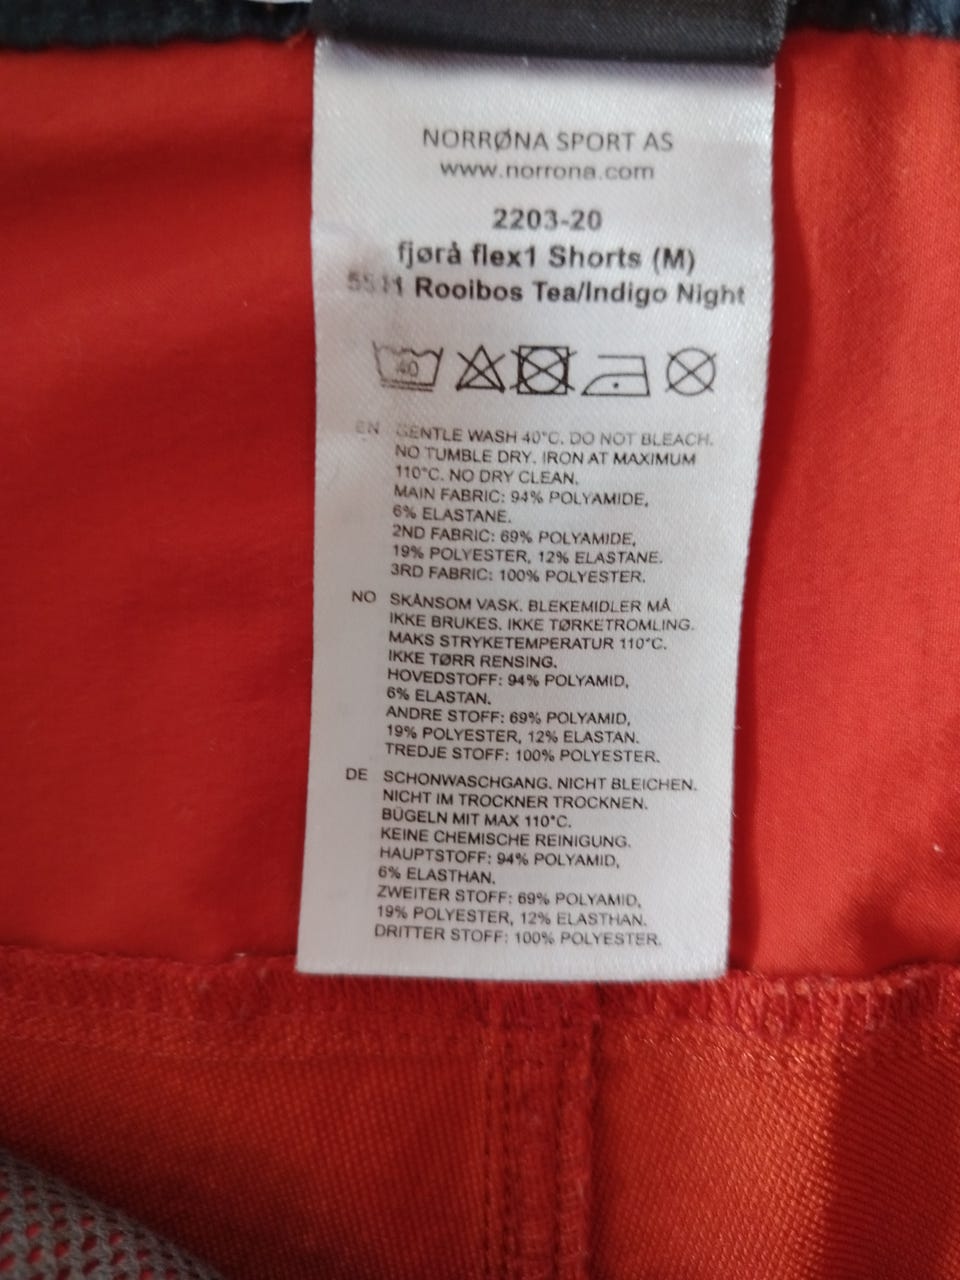 NORRØNA SPORT AS
www.norrona.com
2203-20
fjørå flex1 Shorts (M)
Rooibos Tea/Indigo Night
40
EN GENTLE WASH 40°C. DO NOT BLEACH.
NO TUMBLE DRY. IRON AT MAXIMUM
110°C. NO DRY CLEAN.
MAIN FABRIC: 94% POLYAMIDE,
6% ELASTANE.
2ND FABRIC: 69% POLYAMIDE,
19% POLYESTER, 12% ELASTANE.
3RD FABRIC: 100% POLYESTER.
NO SKÅNSOM VASK. BLEKEMIDLER MÅ
IKKE BRUKES. IKKE TØRKETROMLING.
MAKS STRYKETEMPERATUR 110°C.
IKKE TØRR RENSING.
HOVEDSTOFF: 94% POLYAMID,
6% ELASTAN.
ANDRE STOFF: 69% POLYAMID,
19% POLYESTER, 12% ELASTAN.
TREDJE STOFF: 100% POLYESTER.
DE SCHONWASCHGANG. NICHT BLEICHEN.
NICHT IM TROCKNER TROCKNEN.
BÜGELN MIT MAX 110°C.
KEINE CHEMISCHE REINIGUNG.
HAUPTSTOFF: 94% POLYAMID,
6% ELASTHAN.
ZWEITER STOFF: 69% POLYAMID,
19% POLYESTER, 12% ELASTHAN.
DRITTER STOFF: 100% POLYESTER.